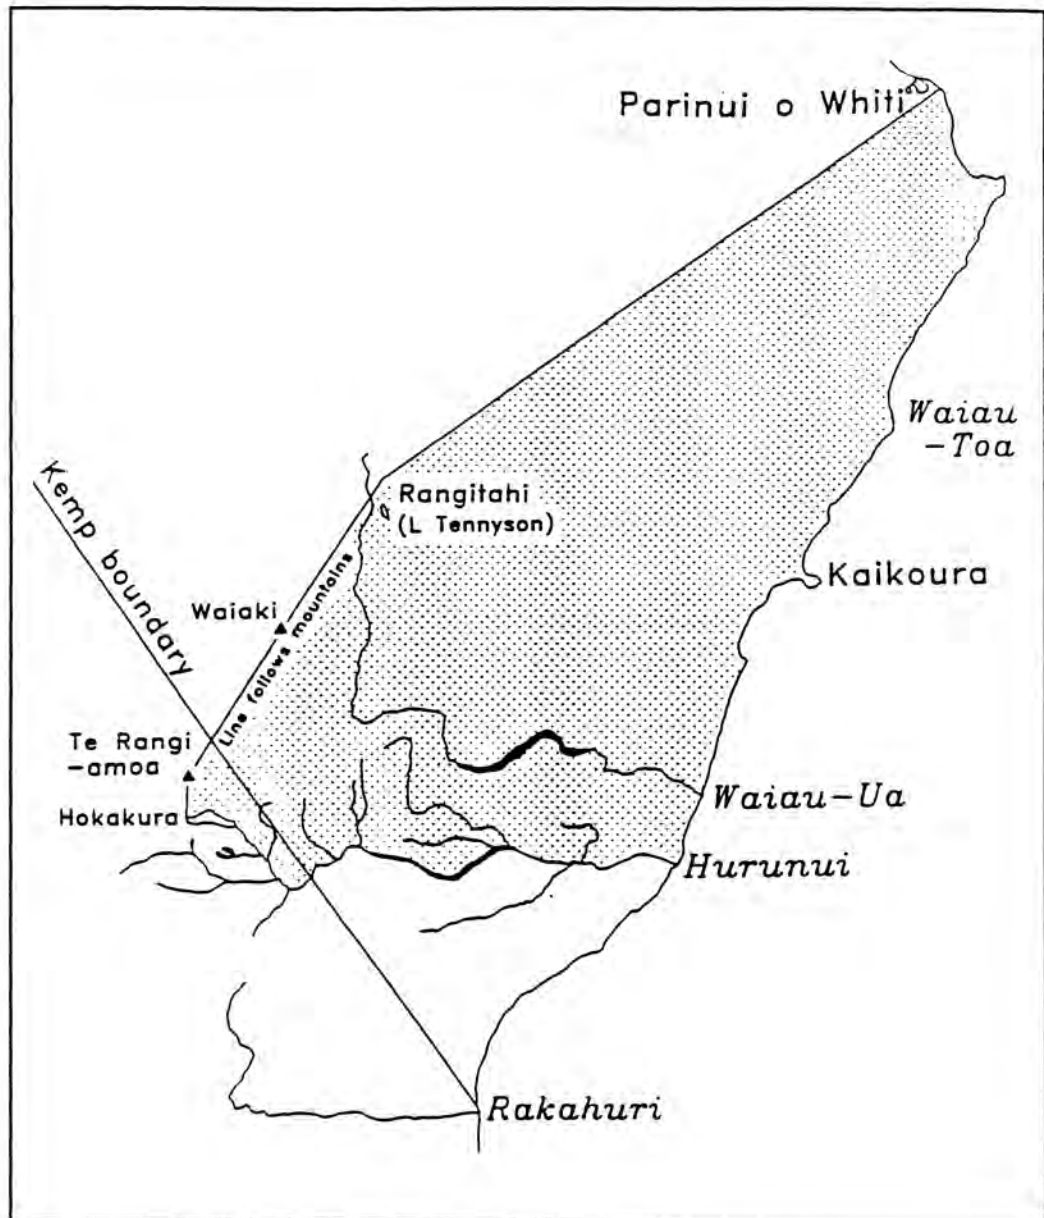 Parinui o Whiti
Waiau
-Toa
Kemp boundary
Rangitahi
(L Tennyson)
Kaikoura
Waiaki
Line follows mountains
Te Rangi
-amoa
Hokakura
Waiau-Ua
Hurunui
Rakahuri